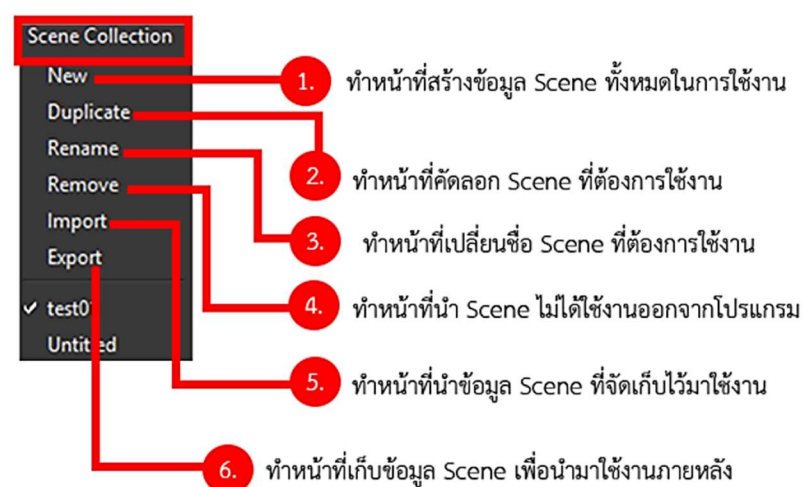 Scene Collection
New
1. ทำหน้าที่สร้างข้อมูล Scene ทั้งหมดในการใช้งาน
Duplicate
2. ทำหน้าที่คัดลอก Scene ที่ต้องการใช้งาน
Rename
3. ทำหน้าที่เปลี่ยนชื่อ Scene ที่ต้องการใช้งาน
Remove
4. ทำหน้าที่นำ Scene ไม่ได้ใช้งานออกจากโปรแกรม
Import
5. ทำหน้าที่นำข้อมูล Scene ที่จัดเก็บไว้มาใช้งาน
Export
6. ทำหน้าที่เก็บข้อมูล Scene เพื่อนำมาใช้งานภายหลัง
Untitled